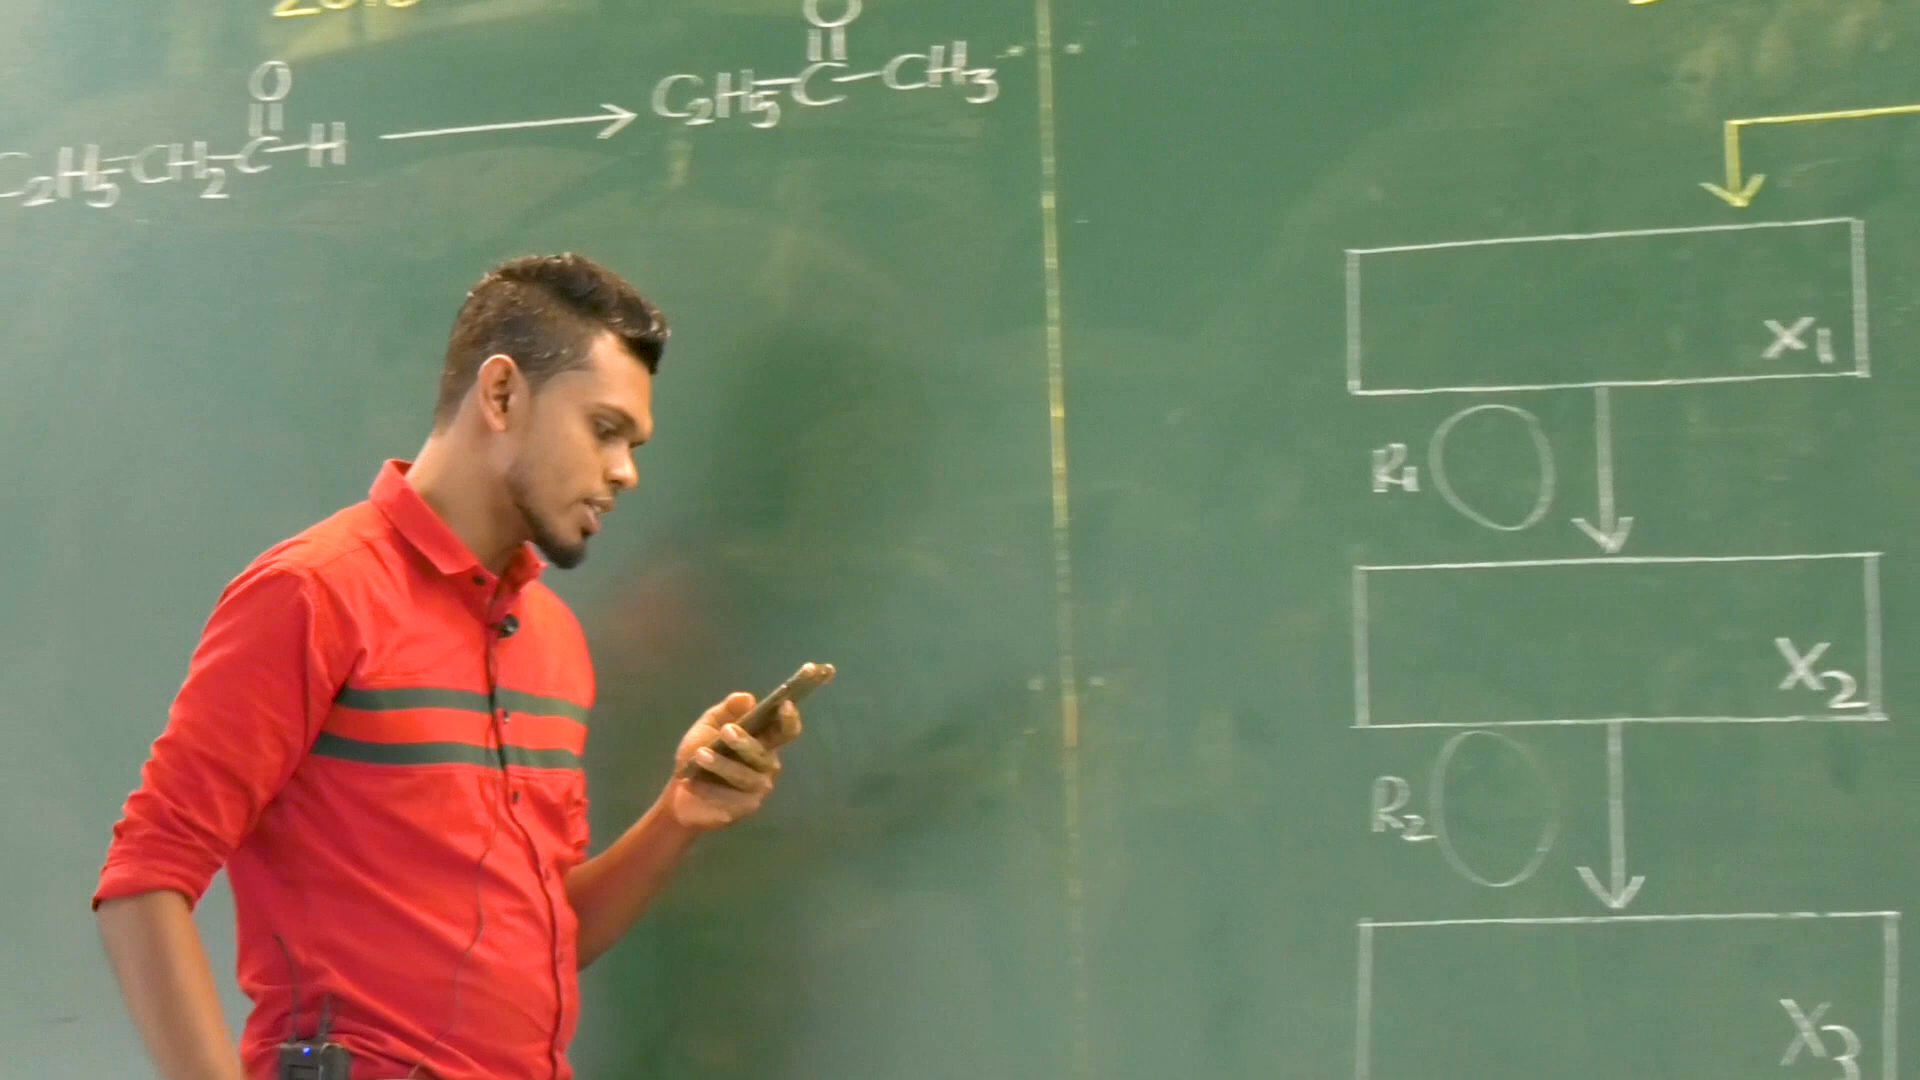 O
||
C₂H₅-CH₂-C-H ⟶
O
||
C₂H₅-C-CH₃
X₁
R₁
X₂
R₂
X₃